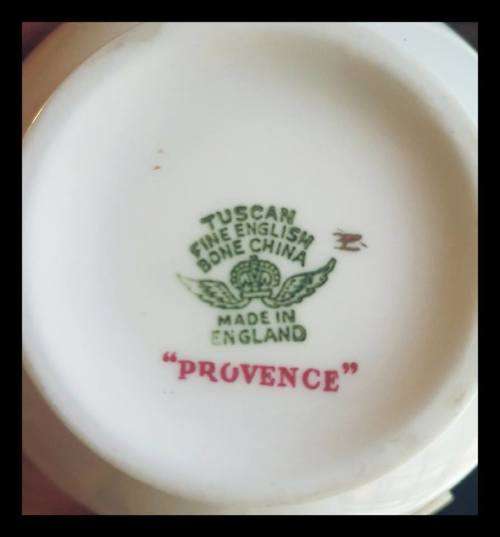 TUSCAN
FINE ENGLISH
BONE CHINA
MADE IN
ENGLAND
“PROVENCE”